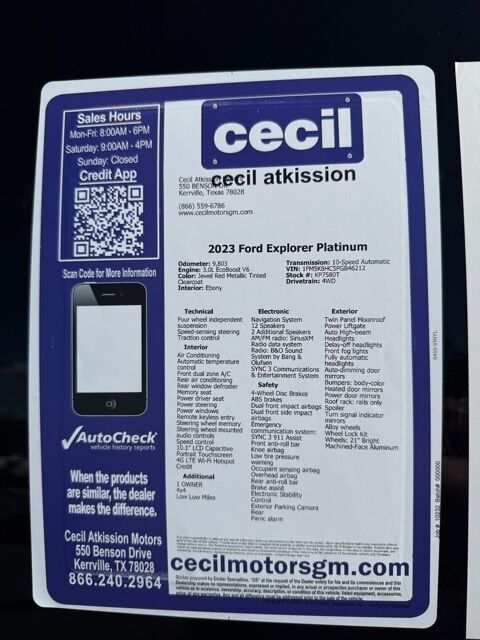 Sales Hours
Mon-Fri: 8:00AM - 6PM
Saturday: 9:00AM - 4PM
Sunday: Closed
Credit App
Scan Code for More Information
AutoCheck
vehicle history reports
When the products
are similar, the dealer
makes the difference.
Cecil Atkission Motors
550 Benson Drive
Kerrville, TX 78028
866.240.2964
cecil
cecil atkission
Cecil Atkission
550 BENSON DR
Kerrville, Texas 78028
(866) 559-6786
www.cecilmotorsgm.com
2023 Ford Explorer Platinum
Odometer: 9,803
Engine: 3.0L EcoBoost V6
Color: Jewel Red Metallic Tinted
Clearcoat
Interior: Ebony
Transmission: 10-Speed Automatic
VIN: 1FM5K8HC5PGB46212
Stock #: KP7580T
Drivetrain: 4WD
Technical
Four wheel independent
suspension
Speed-sensing steering
Traction control
Interior
Air Conditioning
Automatic temperature
control
Front dual zone A/C
Rear air conditioning
Rear window defroster
Memory seat
Power driver seat
Power steering
Power windows
Remote keyless entry
Steering wheel memory
Steering wheel mounted
audio controls
Speed control
10.1" LCD Capacitive
Portrait Touchscreen
4G LTE Wi-Fi Hotspot
Credit
Additional
1 OWNER
4x4
Low Low Miles
Electronic
Navigation System
12 Speakers
2 Additional Speakers
AM/FM radio: SiriusXM
Radio data system
Radio: B&O Sound
System by Bang &
Olufsen
SYNC 3 Communications
& Entertainment System
Safety
4-Wheel Disc Brakes
ABS brakes
Dual front impact airbags
Dual front side impact
airbags
Emergency
communication system:
SYNC 3 911 Assist
Front anti-roll bar
Knee airbag
Low tire pressure
warning
Occupant sensing airbag
Overhead airbag
Rear anti-roll bar
Brake assist
Electronic Stability
Control
Exterior Parking Camera
Rear
Panic alarm
Exterior
Twin Panel Moonroof
Power Liftgate
Auto High-beam
Headlights
Delay-off headlights
Front fog lights
Fully automatic
headlights
Auto-dimming door
mirrors
Bumpers: body-color
Heated door mirrors
Power door mirrors
Roof rack: rails only
Spoiler
Turn signal indicator
mirrors
Alloy wheels
Wheel Lock Kit
Wheels: 21" Bright
Machined-Face Aluminum
cecilmotorsgm.com